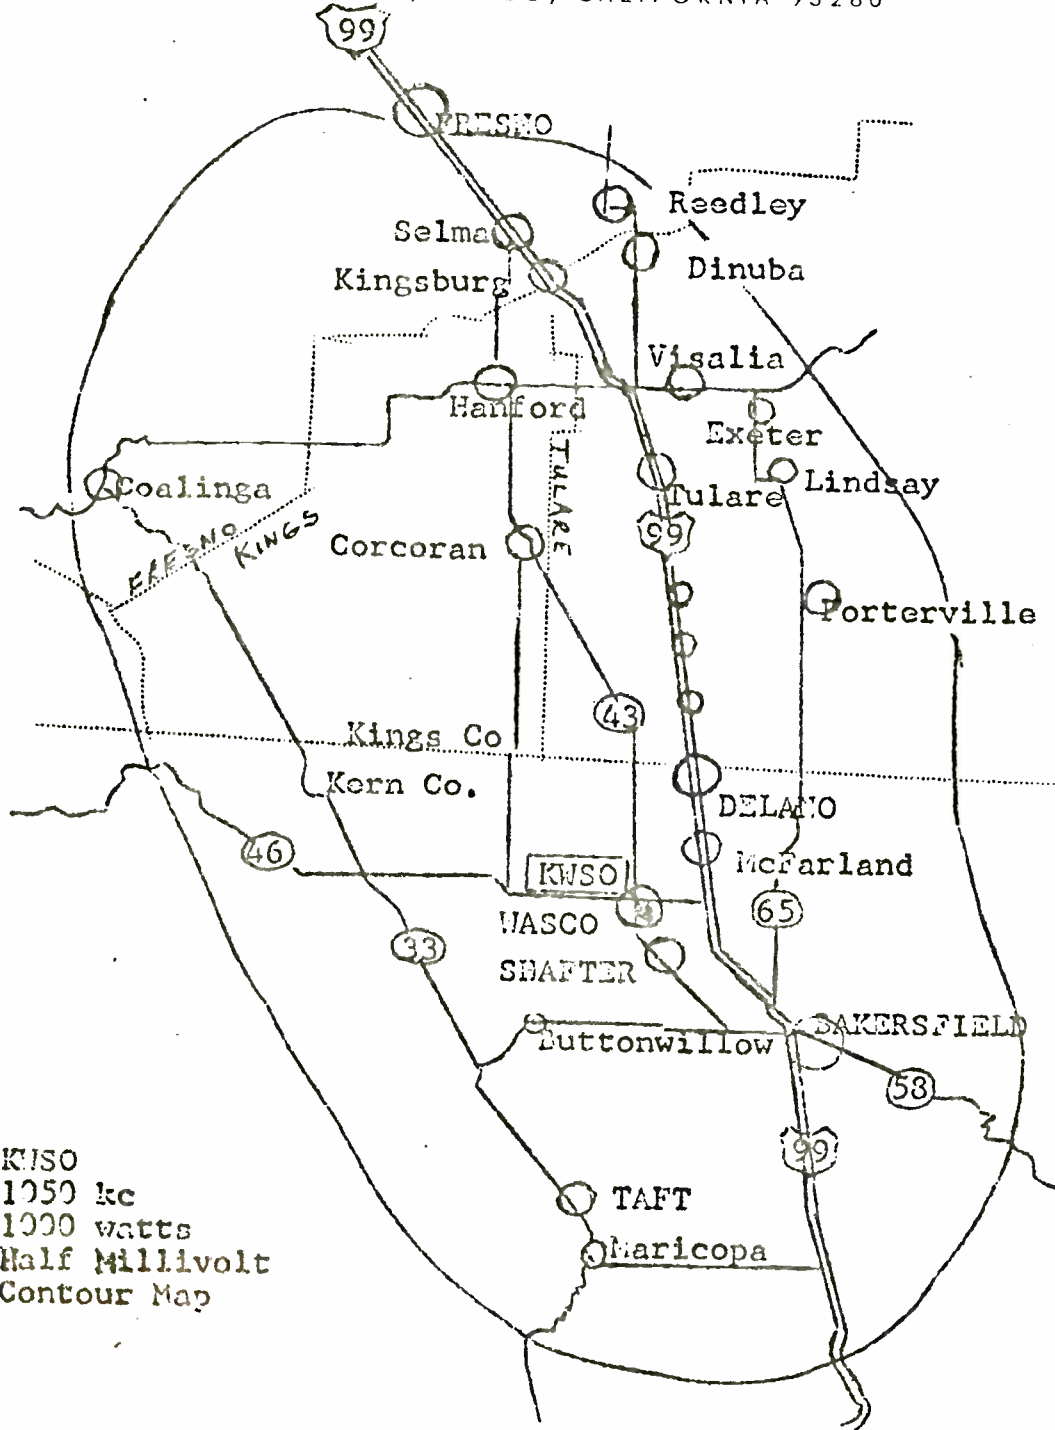 CALIFORNIA 93280
99
FRESNO
Reedley
Selma
Dinuba
Kingsburg
Visalia
Hanford
Exeter
Coalinga
Tulare
Lindsay
TULARE
FRESNO
KINGS
99
Corcoran
Porterville
43
Kings Co
Kern Co.
DELANO
46
KWSO
McFarland
65
WASCO
33
SHAFTER
BAKERSFIELD
Buttonwillow
58
99
KWSO
1050 kc
1000 watts
Half Millivolt
Contour Map
TAFT
Maricopa